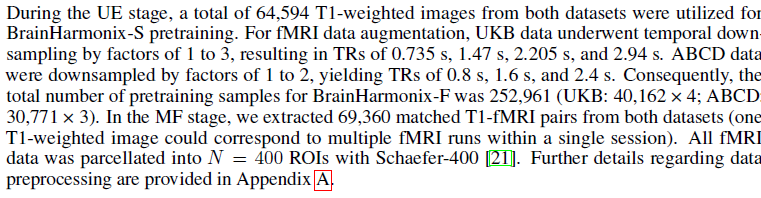 During the UE stage, a total of 64,594 T1-weighted images from both datasets were utilized for
BrainHarmonix-S pretraining. For fMRI data augmentation, UKB data underwent temporal down-
sampling by factors of 1 to 3, resulting in TRs of 0.735 s, 1.47 s, 2.205 s, and 2.94 s. ABCD data
were downsampled by factors of 1 to 2, yielding TRs of 0.8 s, 1.6 s, and 2.4 s. Consequently, the
total number of pretraining samples for BrainHarmonix-F was 252,961 (UKB: 40,162 × 4; ABCD:
30,771 × 3). In the MF stage, we extracted 69,360 matched T1-fMRI pairs from both datasets (one
T1-weighted image could correspond to multiple fMRI runs within a single session). All fMRI
data was parcellated into N = 400 ROIs with Schaefer-400 [21]. Further details regarding data
preprocessing are provided in Appendix A.